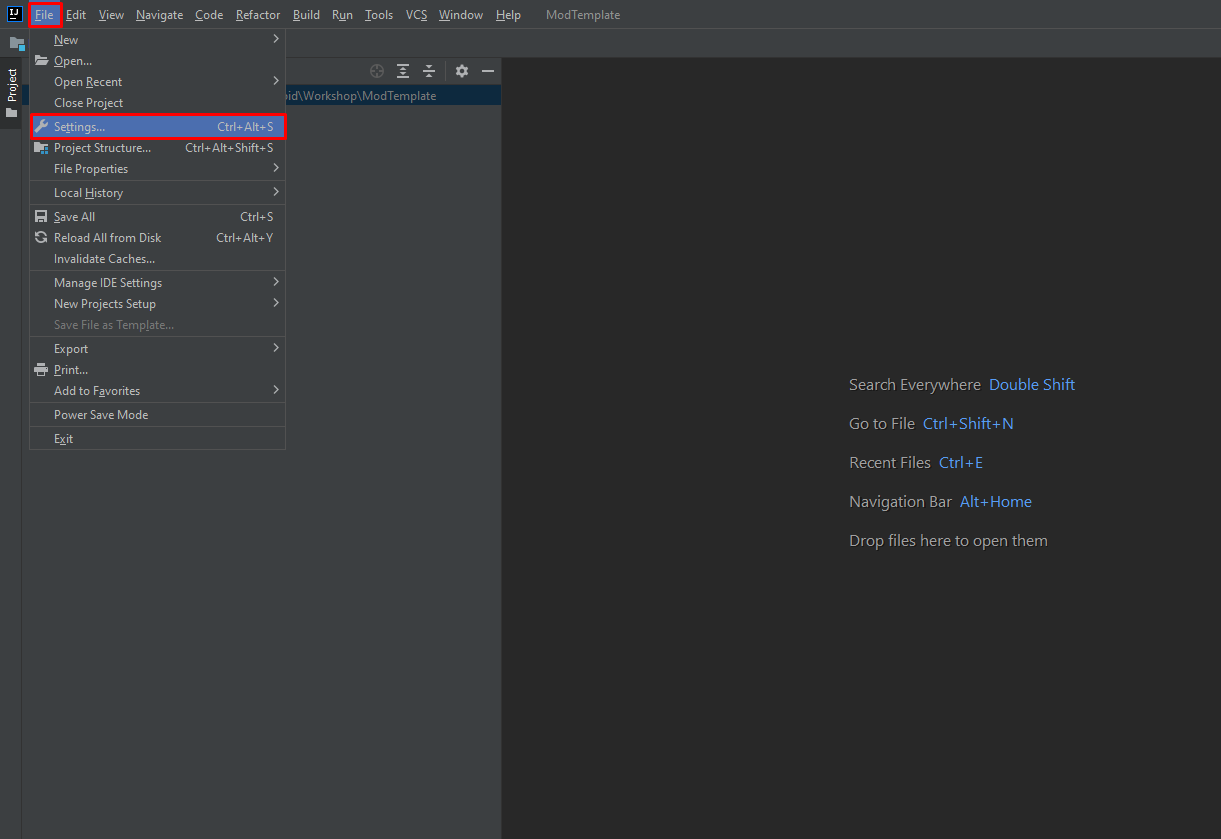 IJ File Edit View Navigate Code Refactor Build Run Tools VCS Window Help ModTemplate
New
Open...
Open Recent
Close Project
Settings... Ctrl+Alt+S
Project Structure... Ctrl+Alt+Shift+S
File Properties
Local History
Save All Ctrl+S
Reload All from Disk Ctrl+Alt+Y
Invalidate Caches...
Manage IDE Settings
New Projects Setup
Save File as Template...
Export
Print...
Add to Favorites
Power Save Mode
Exit
Project
oid\Workshop\ModTemplate
Search Everywhere Double Shift
Go to File Ctrl+Shift+N
Recent Files Ctrl+E
Navigation Bar Alt+Home
Drop files here to open them